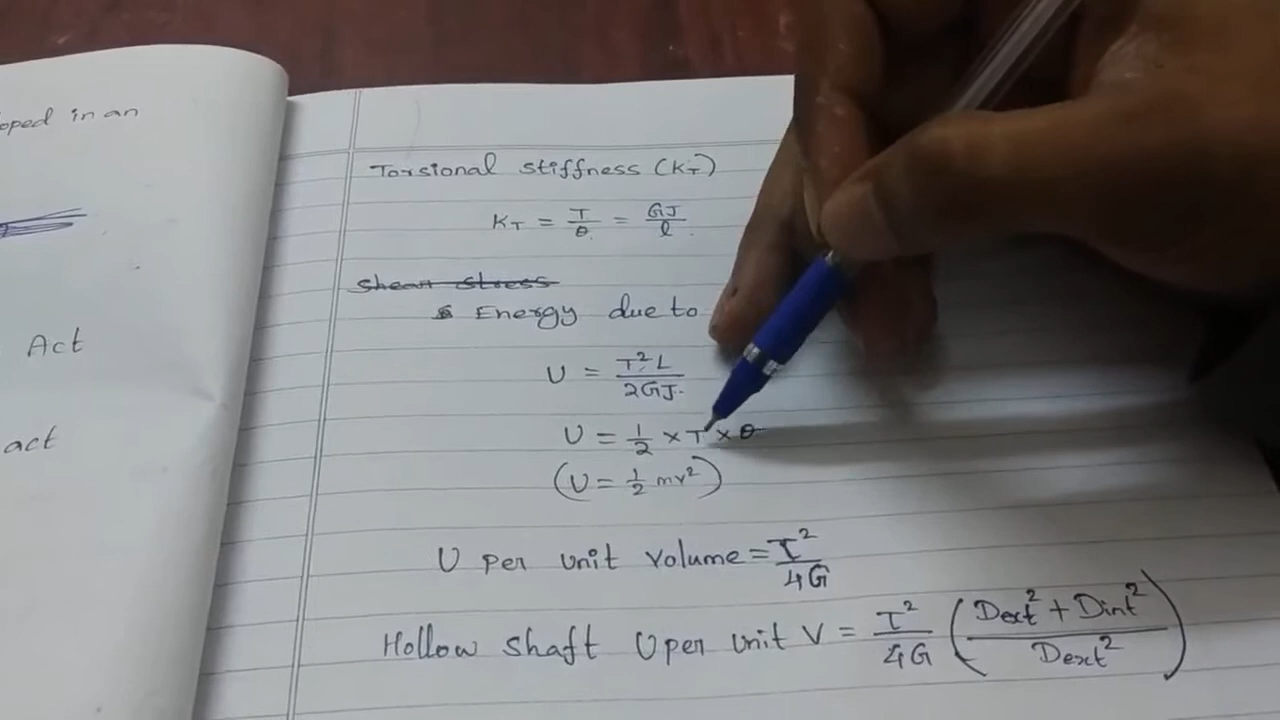 oped in an
Act
act
Torsional stiffness (K_T)
K_T = T/θ = GJ/l
Shear stress
Energy due to
U = T²L/2GJ
U = 1/2 × T × θ
(U = 1/2 mv²)
U per unit volume = τ²/4G
Hollow shaft U per unit V = τ²/4G (Dext² + Dint² / Dext²)